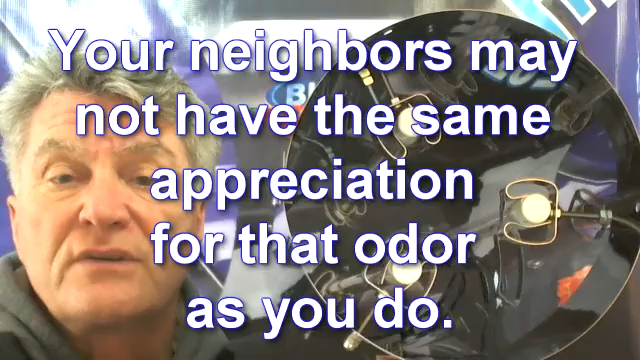 Your neighbors may
not have the same
appreciation
for that odor
as you do.